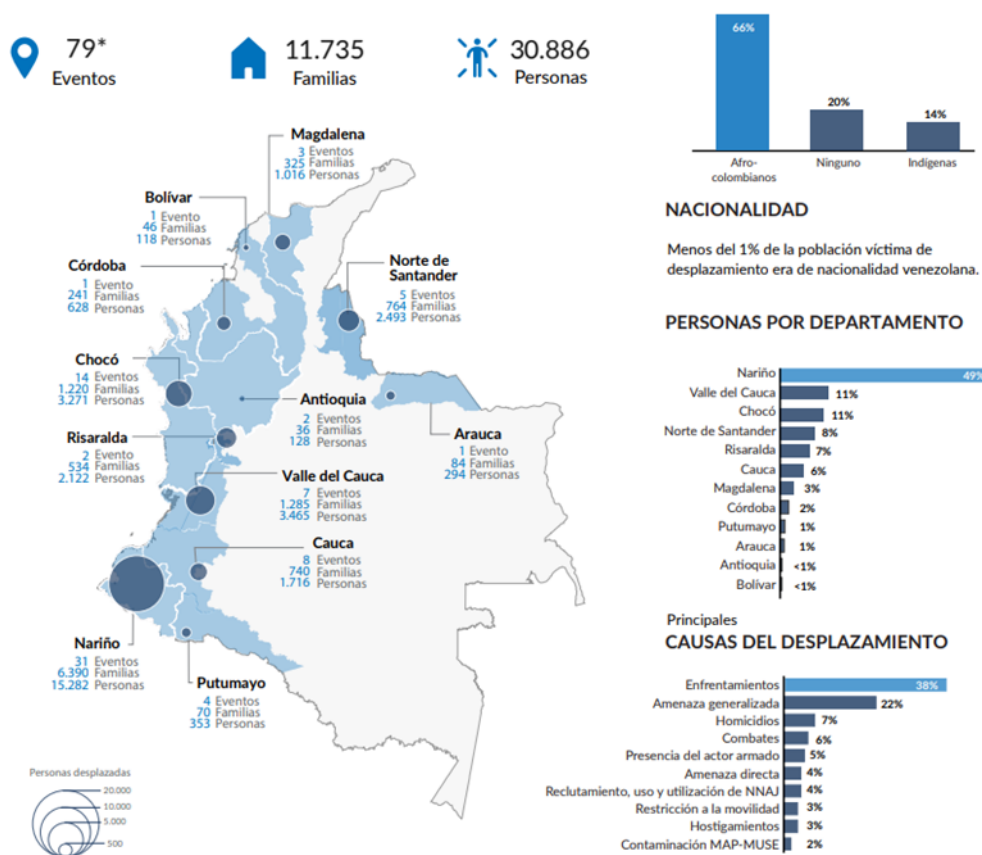 79*
Eventos
11.735
Familias
30.886
Personas
Magdalena
3 Eventos
325 Familias
1.016 Personas
Bolívar
1 Evento
46 Familias
118 Personas
Córdoba
1 Evento
241 Familias
628 Personas
Norte de
Santander
5 Eventos
764 Familias
2.493 Personas
Chocó
14 Eventos
1.220 Familias
3.271 Personas
Antioquia
2 Eventos
36 Familias
128 Personas
Arauca
1 Evento
84 Familias
294 Personas
Risaralda
2 Evento
534 Familias
2.122 Personas
Valle del Cauca
7 Eventos
1.285 Familias
3.465 Personas
Cauca
8 Eventos
740 Familias
1.716 Personas
Nariño
31 Eventos
6.390 Familias
15.282 Personas
Putumayo
4 Eventos
70 Familias
353 Personas
Personas desplazadas
20.000
10.000
5.000
500
66%
20%
14%
Afro-
colombianos
Ninguno
Indígenas
NACIONALIDAD
Menos del 1% de la población víctima de
desplazamiento era de nacionalidad venezolana.
PERSONAS POR DEPARTAMENTO
Nariño 49%
Valle del Cauca 11%
Chocó 11%
Norte de Santander 8%
Risaralda 7%
Cauca 6%
Magdalena 3%
Córdoba 2%
Putumayo 1%
Arauca 1%
Antioquia <1%
Bolívar <1%
Principales
CAUSAS DEL DESPLAZAMIENTO
Enfrentamientos 38%
Amenaza generalizada 22%
Homicidios 7%
Combates 6%
Presencia del actor armado 5%
Amenaza directa 4%
Reclutamiento, uso y utilización de NNAJ 4%
Restricción a la movilidad 3%
Hostigamientos 3%
Contaminación MAP-MUSE 2%